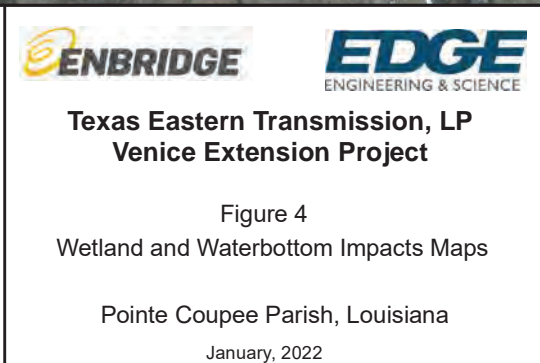 ENBRIDGE
EDGE
ENGINEERING & SCIENCE
Texas Eastern Transmission, LP
Venice Extension Project
Figure 4
Wetland and Waterbottom Impacts Maps
Pointe Coupee Parish, Louisiana
January, 2022